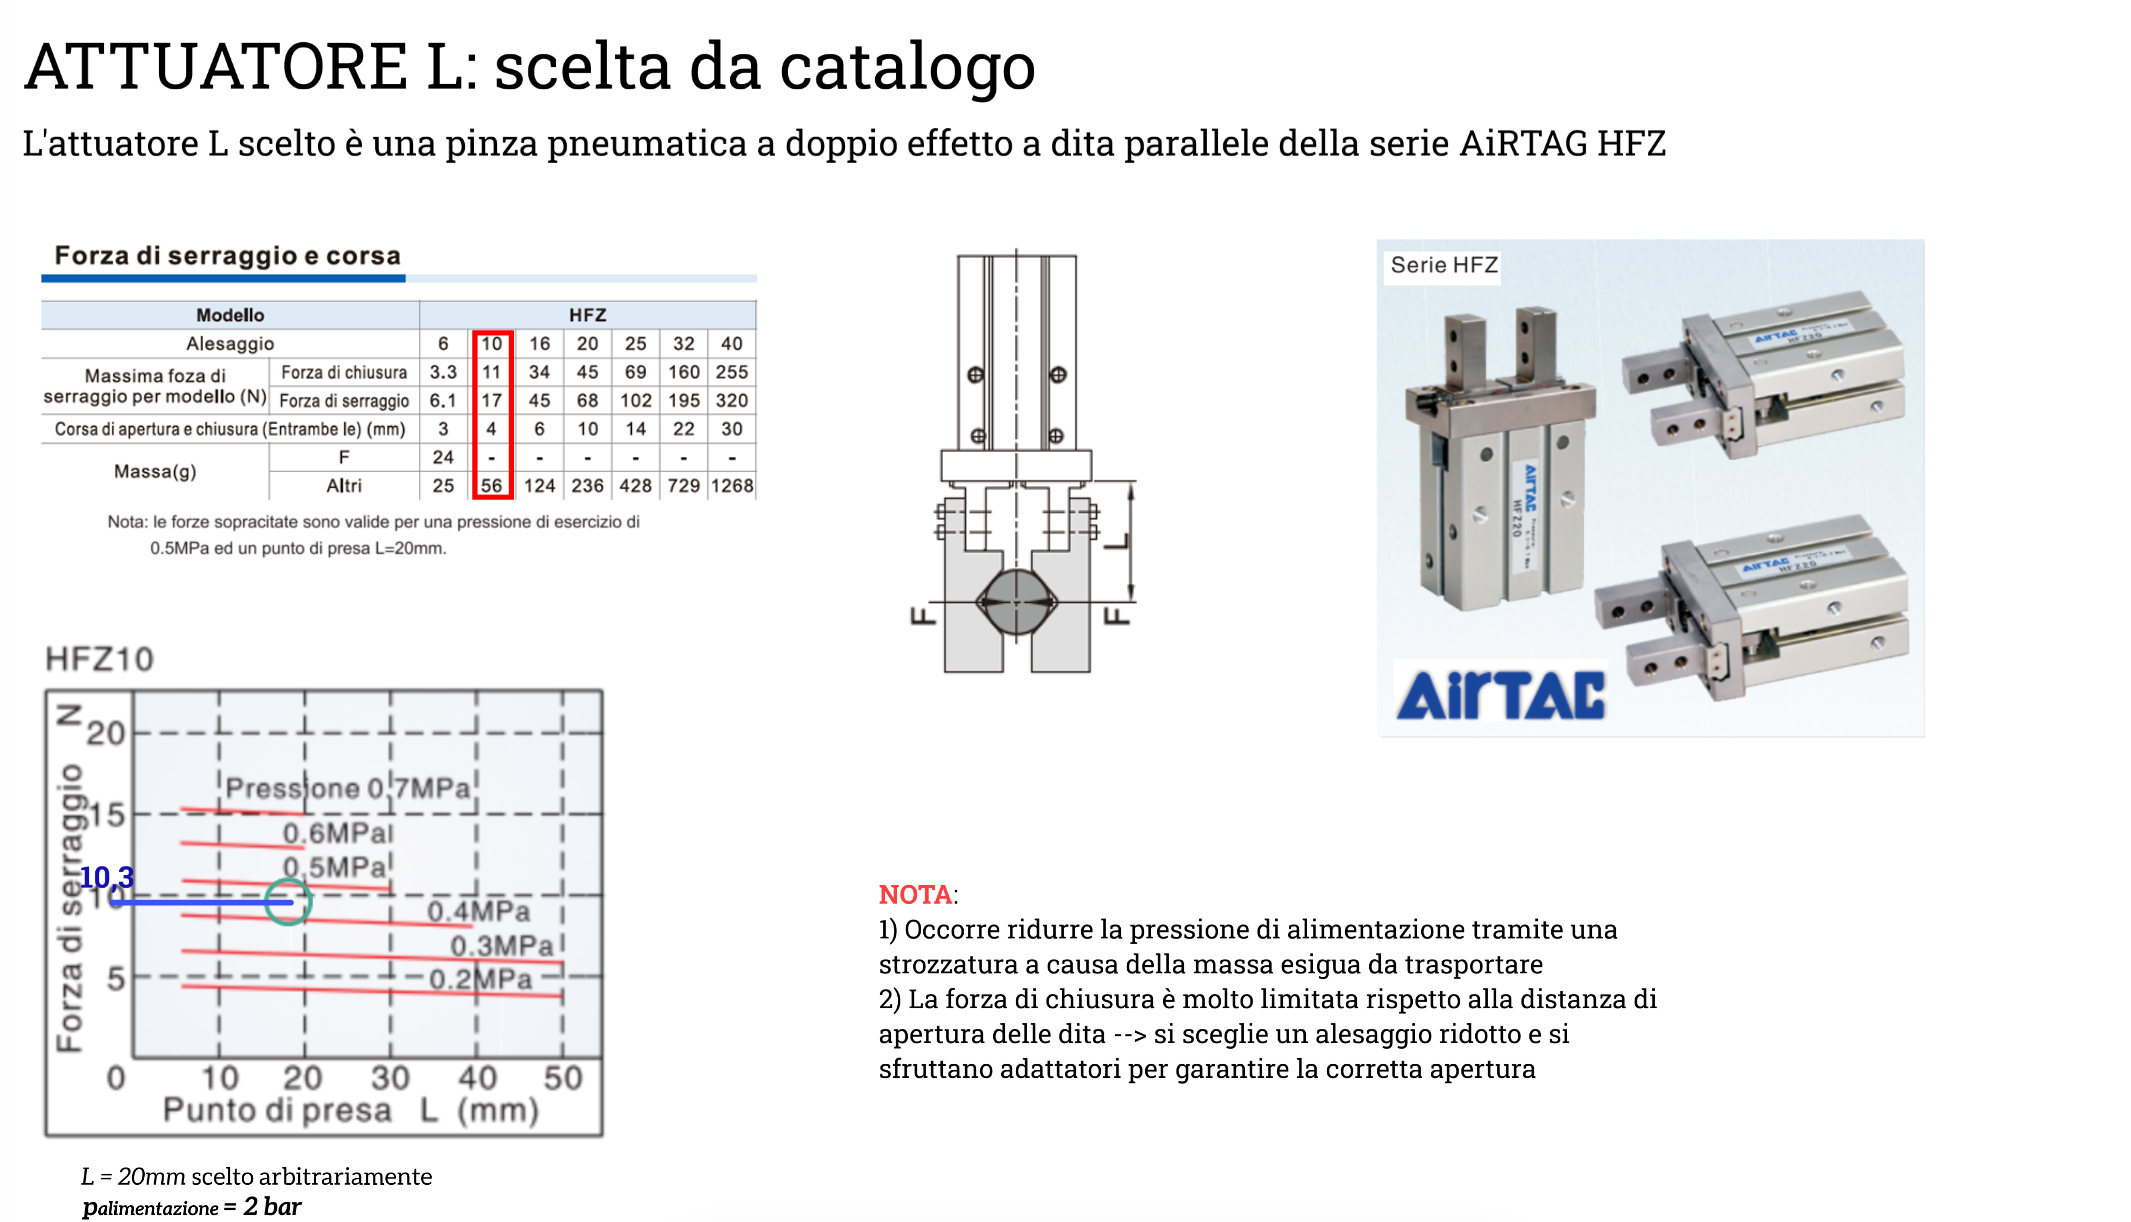 ATTUATORE L: scelta da catalogo
L'attuatore L scelto è una pinza pneumatica a doppio effetto a dita parallele della serie AiRTAG HFZ
Forza di serraggio e corsa
Modello HFZ
Alesaggio 6 10 16 20 25 32 40
Massima foza di serraggio per modello (N) Forza di chiusura 3.3 11 34 45 69 160 255
Forza di serraggio 6.1 17 45 68 102 195 320
Corsa di apertura e chiusura (Entrambe le) (mm) 3 4 6 10 14 22 30
Massa(g) F 24 - - - - - -
Altri 25 56 124 236 428 729 1268
Nota: le forze sopracitate sono valide per una pressione di esercizio di
0.5MPa ed un punto di presa L=20mm.
L
F F
Serie HFZ
AirTAC
HFZ20
AirTAC
HFZ20
AirTAC
HFZ20
AirTAC
HFZ10
Forza di serraggio N
20
15
10
5
0 10 20 30 40 50
Pressione 0.7MPa
0.6MPa
0.5MPa
0.4MPa
0.3MPa
0.2MPa
10,3
Punto di presa L (mm)
L = 20mm scelto arbitrariamente
palimentazione = 2 bar
NOTA:
1) Occorre ridurre la pressione di alimentazione tramite una
strozzatura a causa della massa esigua da trasportare
2) La forza di chiusura è molto limitata rispetto alla distanza di
apertura delle dita --> si sceglie un alesaggio ridotto e si
sfruttano adattatori per garantire la corretta apertura